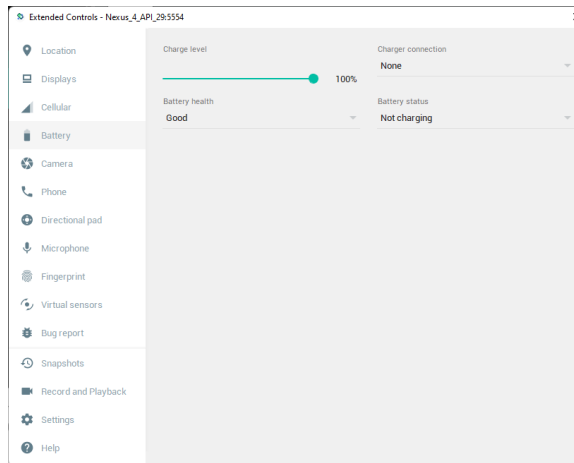 Extended Controls - Nexus_4_API_29:5554
Location
Displays
Cellular
Battery
Camera
Phone
Directional pad
Microphone
Fingerprint
Virtual sensors
Bug report
Snapshots
Record and Playback
Settings
Help
Charge level
100%
Charger connection
None
Battery health
Good
Battery status
Not charging